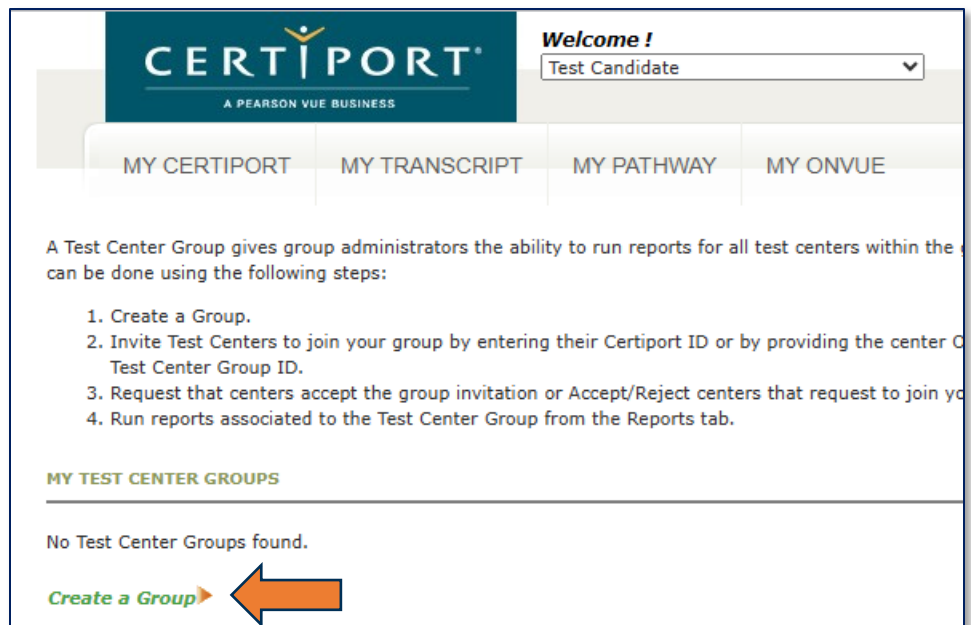 CERTIPORT
A PEARSON VUE BUSINESS
Welcome !
Test Candidate
MY CERTIPORT MY TRANSCRIPT MY PATHWAY MY ONVUE
A Test Center Group gives group administrators the ability to run reports for all test centers within the
can be done using the following steps:
1. Create a Group.
2. Invite Test Centers to join your group by entering their Certiport ID or by providing the center
Test Center Group ID.
3. Request that centers accept the group invitation or Accept/Reject centers that request to join
4. Run reports associated to the Test Center Group from the Reports tab.
MY TEST CENTER GROUPS
No Test Center Groups found.
Create a Group